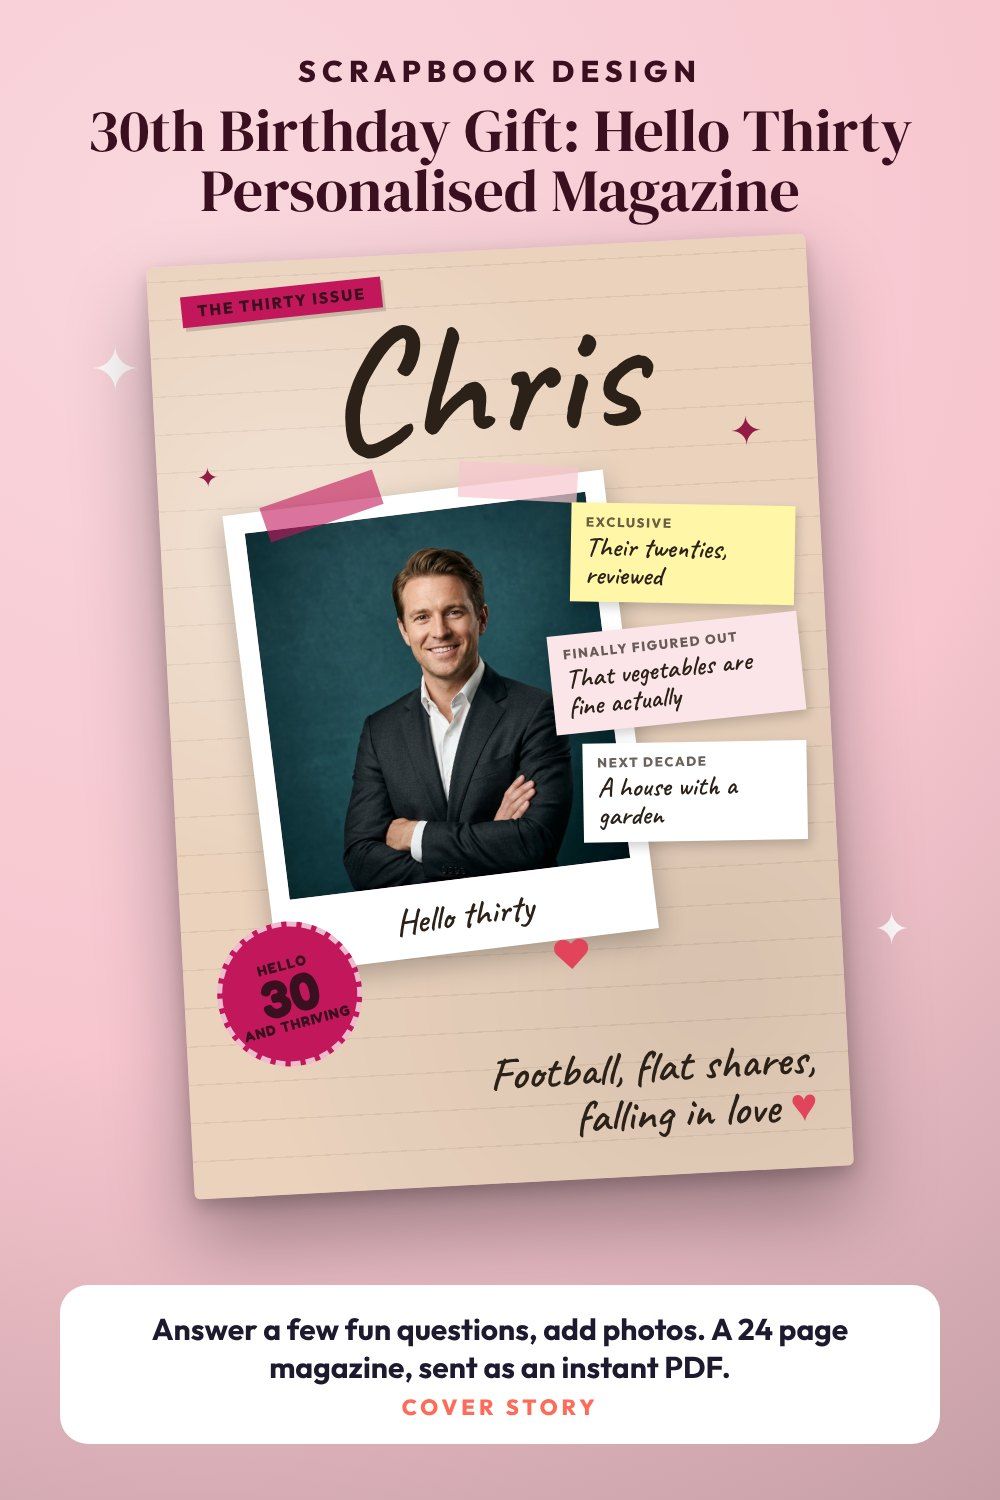 SCRAPBOOK DESIGN
30th Birthday Gift: Hello Thirty
Personalised Magazine
THE THIRTY ISSUE
Chris
EXCLUSIVE
Their twenties,
reviewed
FINALLY FIGURED OUT
That vegetables are
fine actually
NEXT DECADE
A house with a
garden
Hello thirty
HELLO
30
AND THRIVING
Football, flat shares,
falling in love ♥
Answer a few fun questions, add photos. A 24 page
magazine, sent as an instant PDF.
COVER STORY